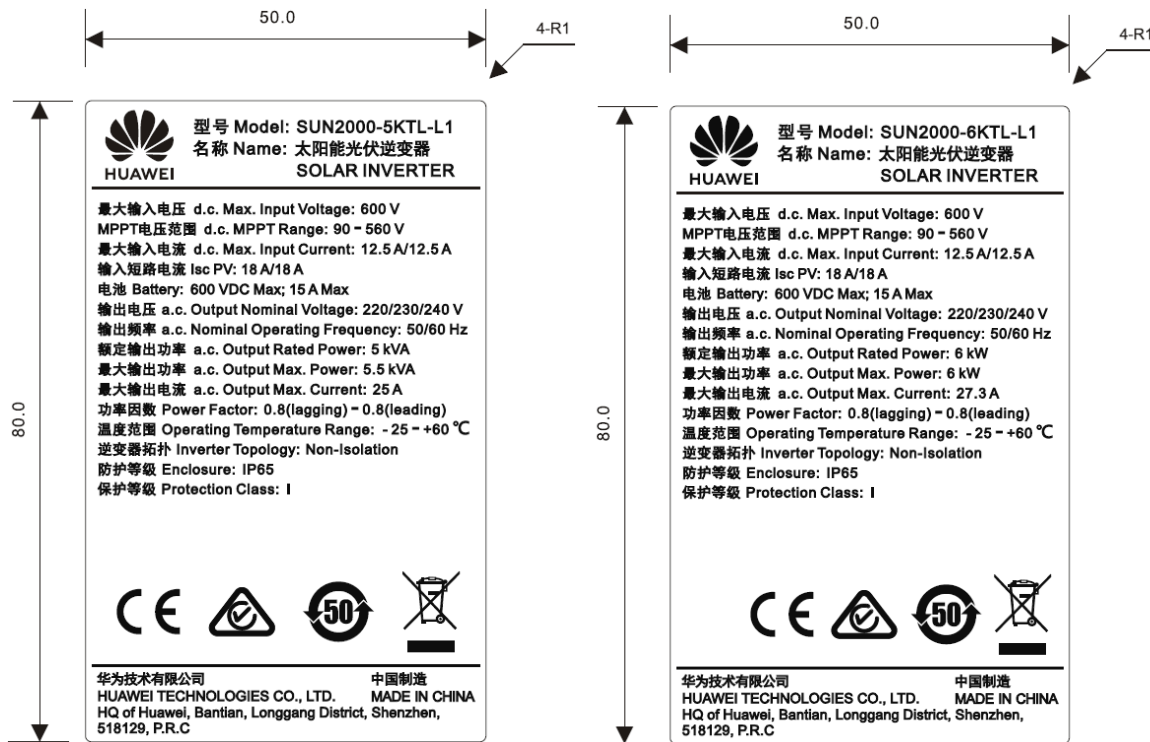 50.0
4-R1
80.0
HUAWEI
型号 Model: SUN2000-5KTL-L1
名称 Name: 太阳能光伏逆变器
SOLAR INVERTER
最大输入电压 d.c. Max. Input Voltage: 600 V
MPPT电压范围 d.c. MPPT Range: 90 - 560 V
最大输入电流 d.c. Max. Input Current: 12.5 A/12.5 A
输入短路电流 Isc PV: 18 A/18 A
电池 Battery: 600 VDC Max; 15 A Max
输出电压 a.c. Output Nominal Voltage: 220/230/240 V
输出频率 a.c. Nominal Operating Frequency: 50/60 Hz
额定输出功率 a.c. Output Rated Power: 5 kVA
最大输出功率 a.c. Output Max. Power: 5.5 kVA
最大输出电流 a.c. Output Max. Current: 25 A
功率因数 Power Factor: 0.8(lagging) - 0.8(leading)
温度范围 Operating Temperature Range: - 25 - +60 ℃
逆变器拓扑 Inverter Topology: Non-Isolation
防护等级 Enclosure: IP65
保护等级 Protection Class: I
CE
50
华为技术有限公司 中国制造
HUAWEI TECHNOLOGIES CO., LTD. MADE IN CHINA
HQ of Huawei, Bantian, Longgang District, Shenzhen,
518129, P.R.C
50.0
4-R1
80.0
HUAWEI
型号 Model: SUN2000-6KTL-L1
名称 Name: 太阳能光伏逆变器
SOLAR INVERTER
最大输入电压 d.c. Max. Input Voltage: 600 V
MPPT电压范围 d.c. MPPT Range: 90 - 560 V
最大输入电流 d.c. Max. Input Current: 12.5 A/12.5 A
输入短路电流 Isc PV: 18 A/18 A
电池 Battery: 600 VDC Max; 15 A Max
输出电压 a.c. Output Nominal Voltage: 220/230/240 V
输出频率 a.c. Nominal Operating Frequency: 50/60 Hz
额定输出功率 a.c. Output Rated Power: 6 kW
最大输出功率 a.c. Output Max. Power: 6 kW
最大输出电流 a.c. Output Max. Current: 27.3 A
功率因数 Power Factor: 0.8(lagging) - 0.8(leading)
温度范围 Operating Temperature Range: - 25 - +60 ℃
逆变器拓扑 Inverter Topology: Non-Isolation
防护等级 Enclosure: IP65
保护等级 Protection Class: I
CE
50
华为技术有限公司 中国制造
HUAWEI TECHNOLOGIES CO., LTD. MADE IN CHINA
HQ of Huawei, Bantian, Longgang District, Shenzhen,
518129, P.R.C